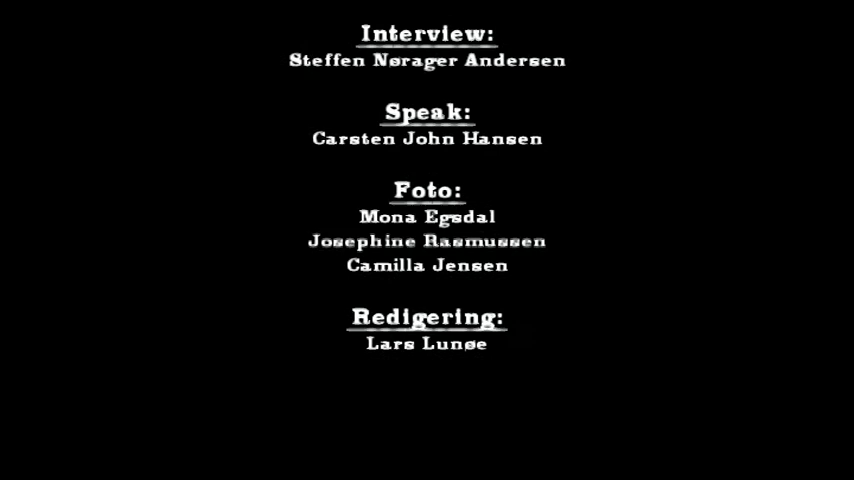 Interview:
Steffen Nørager Andersen
Speak:
Carsten John Hansen
Foto:
Mona Egsdal
Josephine Rasmussen
Camilla Jensen
Redigering:
Lars Lunøe